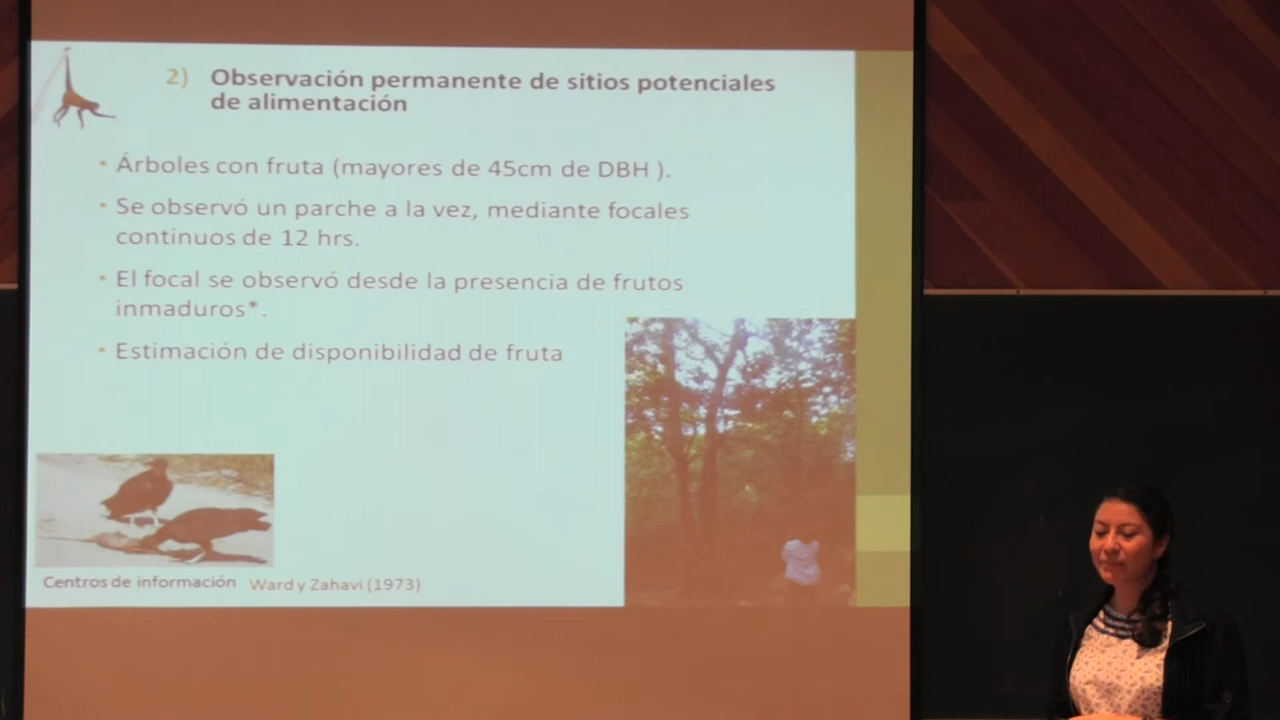 2) Observación permanente de sitios potenciales
de alimentación
• Árboles con fruta (mayores de 45cm de DBH ).
• Se observó un parche a la vez, mediante focales
continuos de 12 hrs.
• El focal se observó desde la presencia de frutos
inmaduros*.
• Estimación de disponibilidad de fruta
Centros de información Ward y Zahavi (1973)